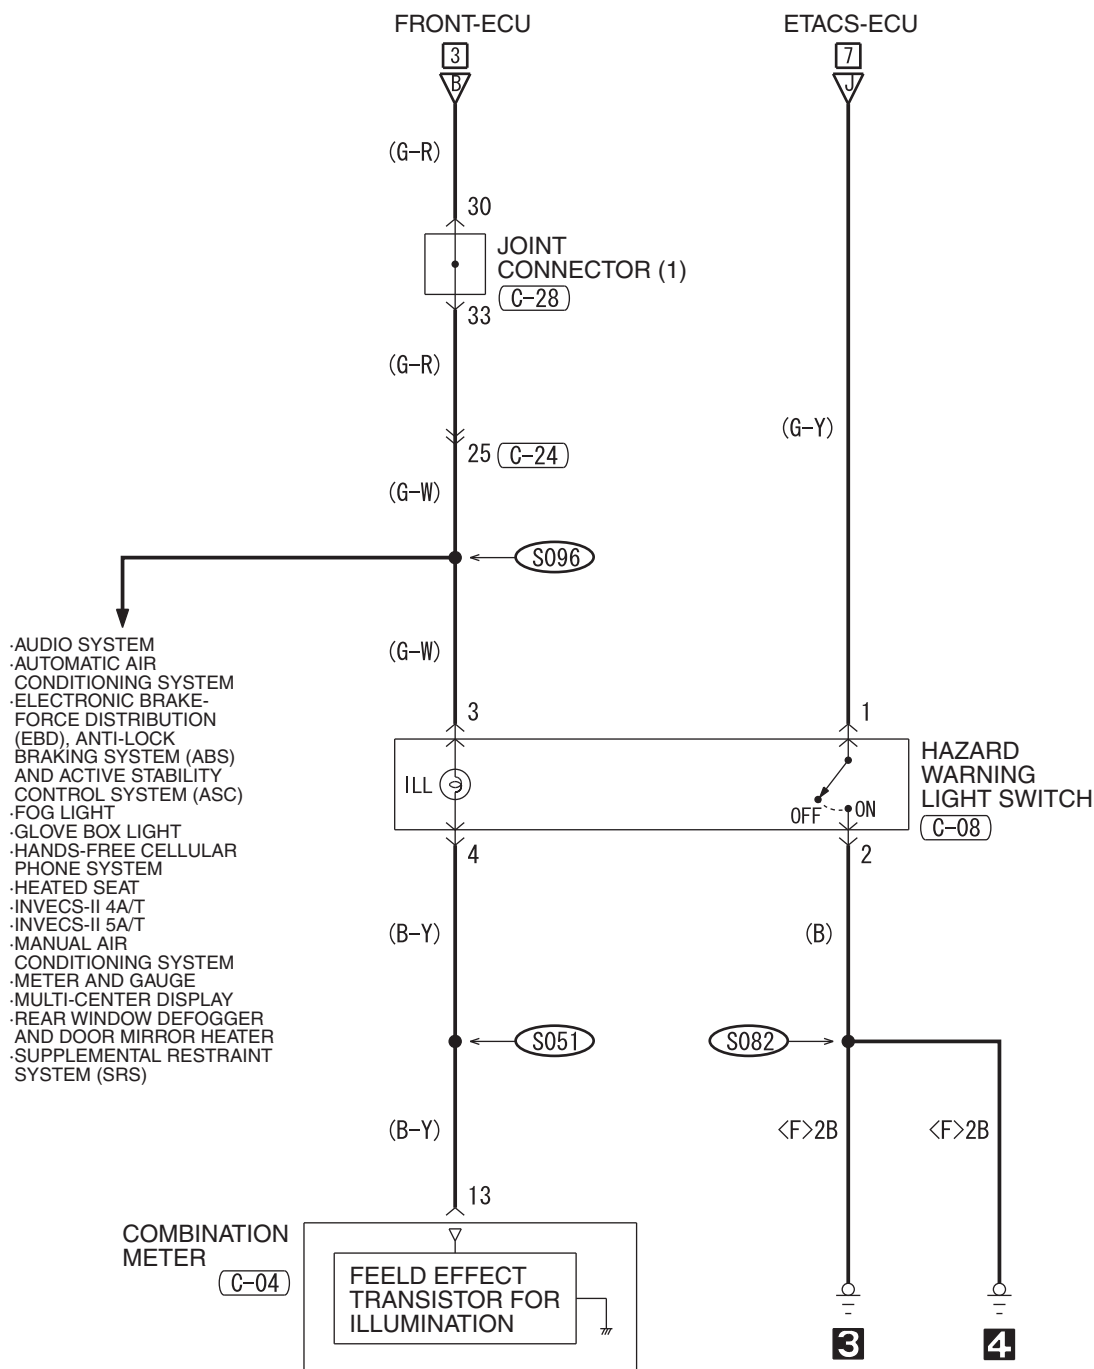 FRONT-ECU
ETACS-ECU
3
7
B
J
(G-R)
30
JOINT
CONNECTOR (1)
C-28
33
(G-R)
(G-Y)
25 C-24
(G-W)
S096
·AUDIO SYSTEM
·AUTOMATIC AIR
CONDITIONING SYSTEM
·ELECTRONIC BRAKE-
FORCE DISTRIBUTION
(EBD), ANTI-LOCK
BRAKING SYSTEM (ABS)
AND ACTIVE STABILITY
CONTROL SYSTEM (ASC)
·FOG LIGHT
·GLOVE BOX LIGHT
·HANDS-FREE CELLULAR
PHONE SYSTEM
·HEATED SEAT
·INVECS-II 4A/T
·INVECS-II 5A/T
·MANUAL AIR
CONDITIONING SYSTEM
·METER AND GAUGE
·MULTI-CENTER DISPLAY
·REAR WINDOW DEFOGGER
AND DOOR MIRROR HEATER
·SUPPLEMENTAL RESTRAINT
SYSTEM (SRS)
(G-W)
3
1
ILL
OFF
ON
HAZARD
WARNING
LIGHT SWITCH
C-08
4
2
(B-Y)
(B)
S051
S082
(B-Y)
<F>2B
<F>2B
13
COMBINATION
METER
C-04
FEELD EFFECT
TRANSISTOR FOR
ILLUMINATION
3
4